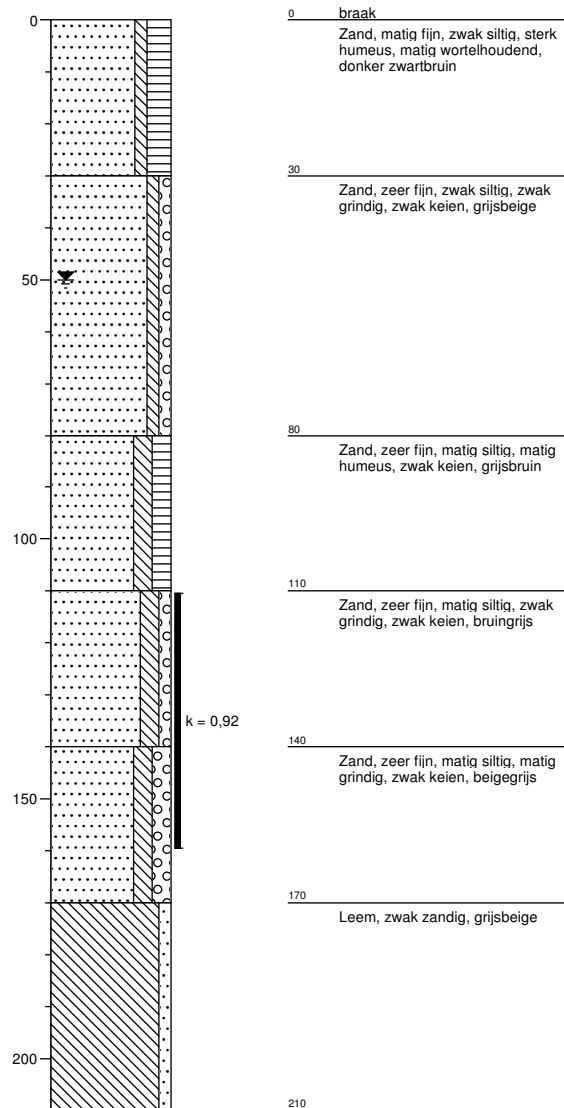 0
50
100
150
200
k = 0,92
0
braak
Zand, matig fijn, zwak siltig, sterk
humeus, matig wortelhoudend,
donker zwartbruin
30
Zand, zeer fijn, zwak siltig, zwak
grindig, zwak keien, grijsbeige
80
Zand, zeer fijn, matig siltig, matig
humeus, zwak keien, grijsbruin
110
Zand, zeer fijn, matig siltig, zwak
grindig, zwak keien, bruingrijs
140
Zand, zeer fijn, matig siltig, matig
grindig, zwak keien, beigegrijs
170
Leem, zwak zandig, grijsbeige
210